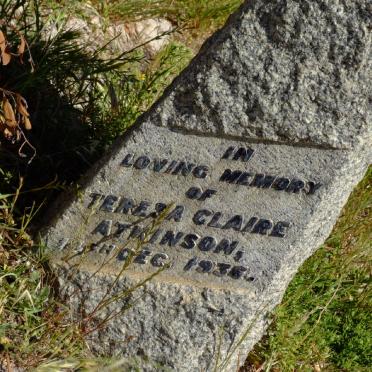 IN
LOVING MEMORY
OF
TERESA CLAIRE
ATKINSON,
DEC. 1936.